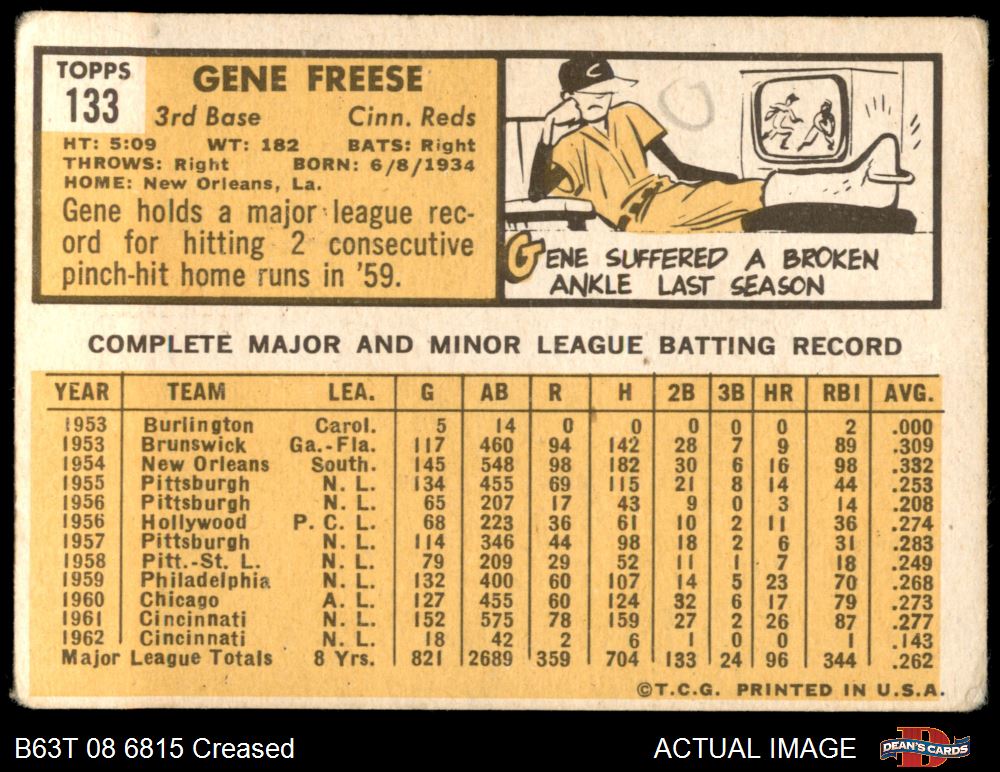 TOPPS
133
GENE FREESE
3rd Base Cinn. Reds
HT: 5:09 WT: 182 BATS: Right
THROWS: Right BORN: 6/8/1934
HOME: New Orleans, La.
Gene holds a major league rec-
ord for hitting 2 consecutive
pinch-hit home runs in '59.
C
GENE SUFFERED A BROKEN
ANKLE LAST SEASON
COMPLETE MAJOR AND MINOR LEAGUE BATTING RECORD
YEAR TEAM LEA. G AB R H 2B 3B HR RBI AVG.
1953 Burlington Carol. 5 14 0 0 0 0 0 2 .000
1953 Brunswick Ga.-Fla. 117 460 94 142 28 7 9 89 .309
1954 New Orleans South. 145 548 98 182 30 6 16 98 .332
1955 Pittsburgh N. L. 134 455 69 115 21 8 14 44 .253
1956 Pittsburgh N. L. 65 207 17 43 9 0 3 14 .208
1956 Hollywood P. C. L. 68 223 36 61 10 2 11 36 .274
1957 Pittsburgh N. L. 114 346 44 98 18 2 6 31 .283
1958 Pitt.-St. L. N. L. 79 209 29 52 11 1 7 18 .249
1959 Philadelphia N. L. 132 400 60 107 14 5 23 70 .268
1960 Chicago A. L. 127 455 60 124 32 6 17 79 .273
1961 Cincinnati N. L. 152 575 78 159 27 2 26 87 .277
1962 Cincinnati N. L. 18 42 2 6 1 0 0 1 .143
Major League Totals 8 Yrs. 821 2689 359 704 133 24 96 344 .262
©T.C.G. PRINTED IN U.S.A.
B63T 08 6815 Creased ACTUAL IMAGE
DEAN'S CARDS